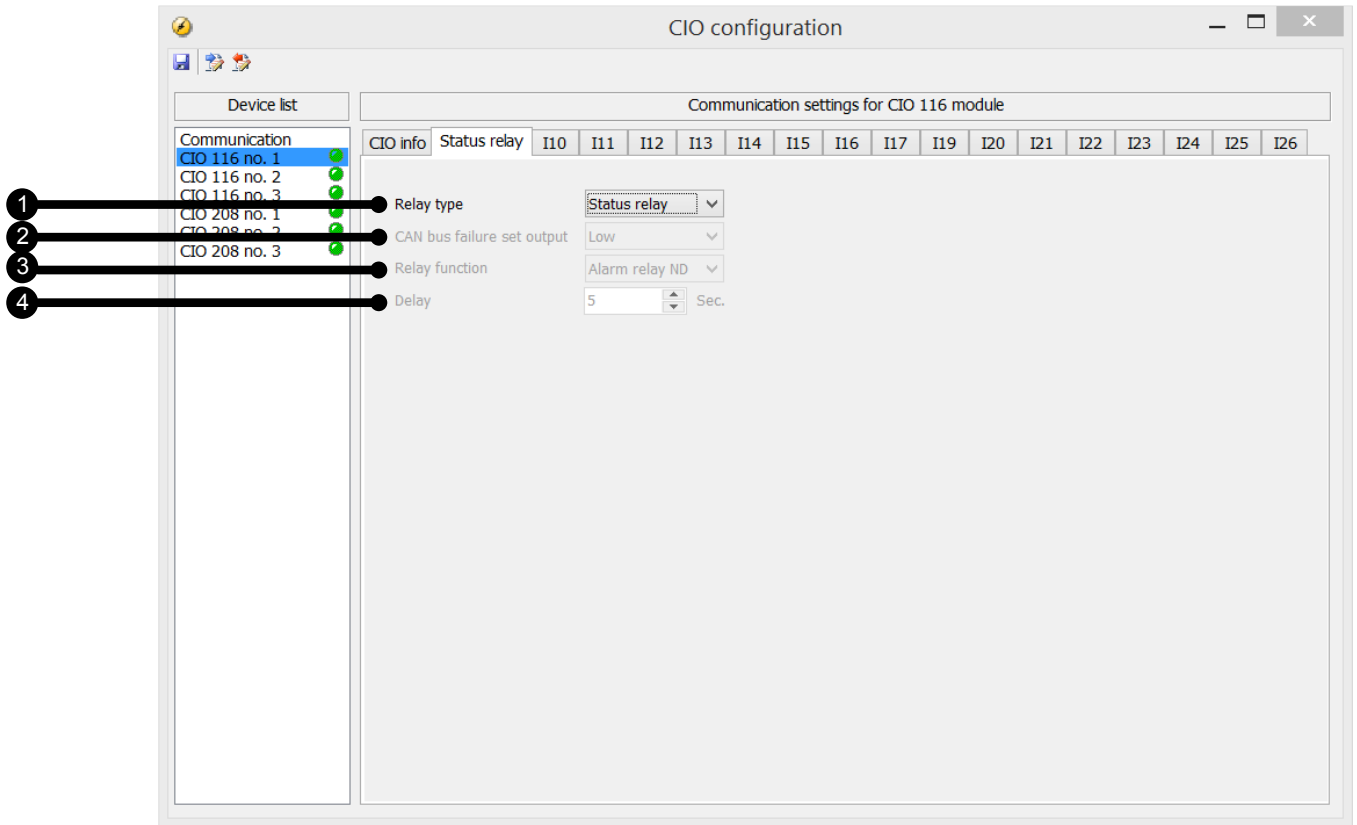 CIO configuration
Device list
Communication settings for CIO 116 module
Communication
CIO 116 no. 1
CIO 116 no. 2
CIO 116 no. 3
CIO 208 no. 1
CIO 208 no. 2
CIO 208 no. 3
CIO info Status relay I10 I11 I12 I13 I14 I15 I16 I17 I19 I20 I21 I22 I23 I24 I25 I26
1 Relay type Status relay
2 CAN bus failure set output Low
3 Relay function Alarm relay ND
4 Delay 5 Sec.